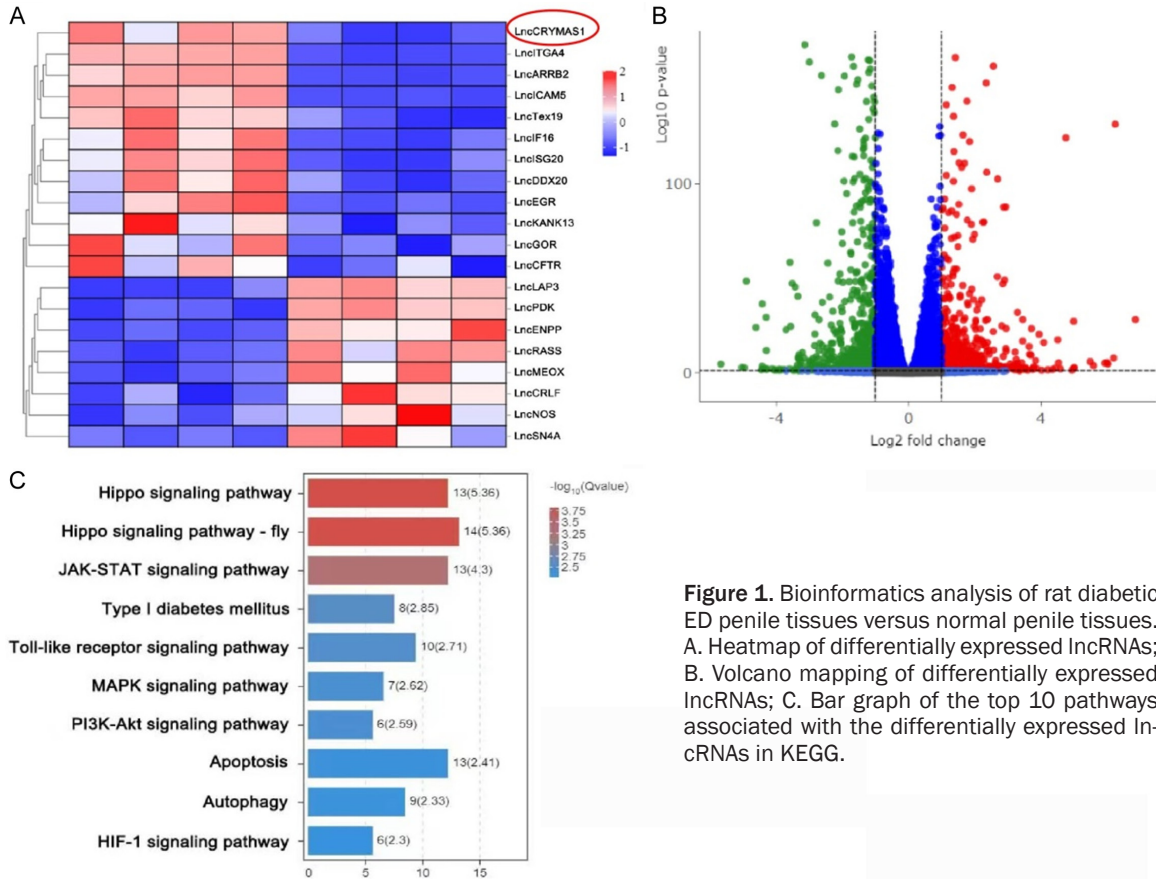 A
LncCRYMAS1
LncITGA4
LncARRB2
LncICAM5
LncTex19
LncIF16
LncISG20
LncDDX20
LncEGR
LncKANK13
LncGOR
LncCFTR
LncLAP3
LncPDK
LncENPP
LncRASS
LncMEOX
LncCRLF
LncNOS
LncSN4A
2
1
0
-1
B
Log10 p-value
100
0
-4 0 4
Log2 fold change
C
Hippo signaling pathway 13(5.36)
Hippo signaling pathway - fly 14(5.36)
JAK-STAT signaling pathway 13(4.3)
Type I diabetes mellitus 8(2.85)
Toll-like receptor signaling pathway 10(2.71)
MAPK signaling pathway 7(2.62)
PI3K-Akt signaling pathway 6(2.59)
Apoptosis 13(2.41)
Autophagy 9(2.33)
HIF-1 signaling pathway 6(2.3)
0 5 10 15
-log10(Qvalue)
3.75
3.5
3.25
3
2.75
2.5
Figure 1. Bioinformatics analysis of rat diabetic
ED penile tissues versus normal penile tissues.
A. Heatmap of differentially expressed lncRNAs;
B. Volcano mapping of differentially expressed
lncRNAs; C. Bar graph of the top 10 pathways
associated with the differentially expressed ln-
cRNAs in KEGG.